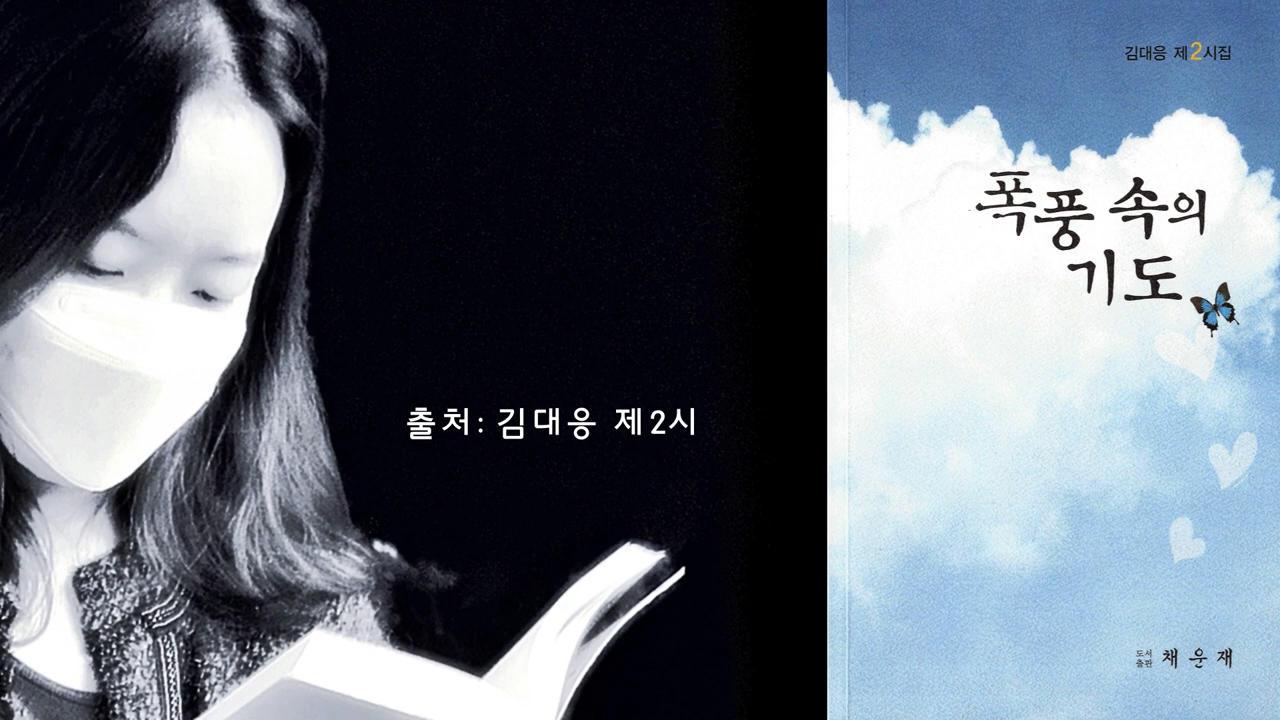 출처: 김대응 제2시
김대응 제2시집
폭풍 속의
기도
도서
출판 채운재